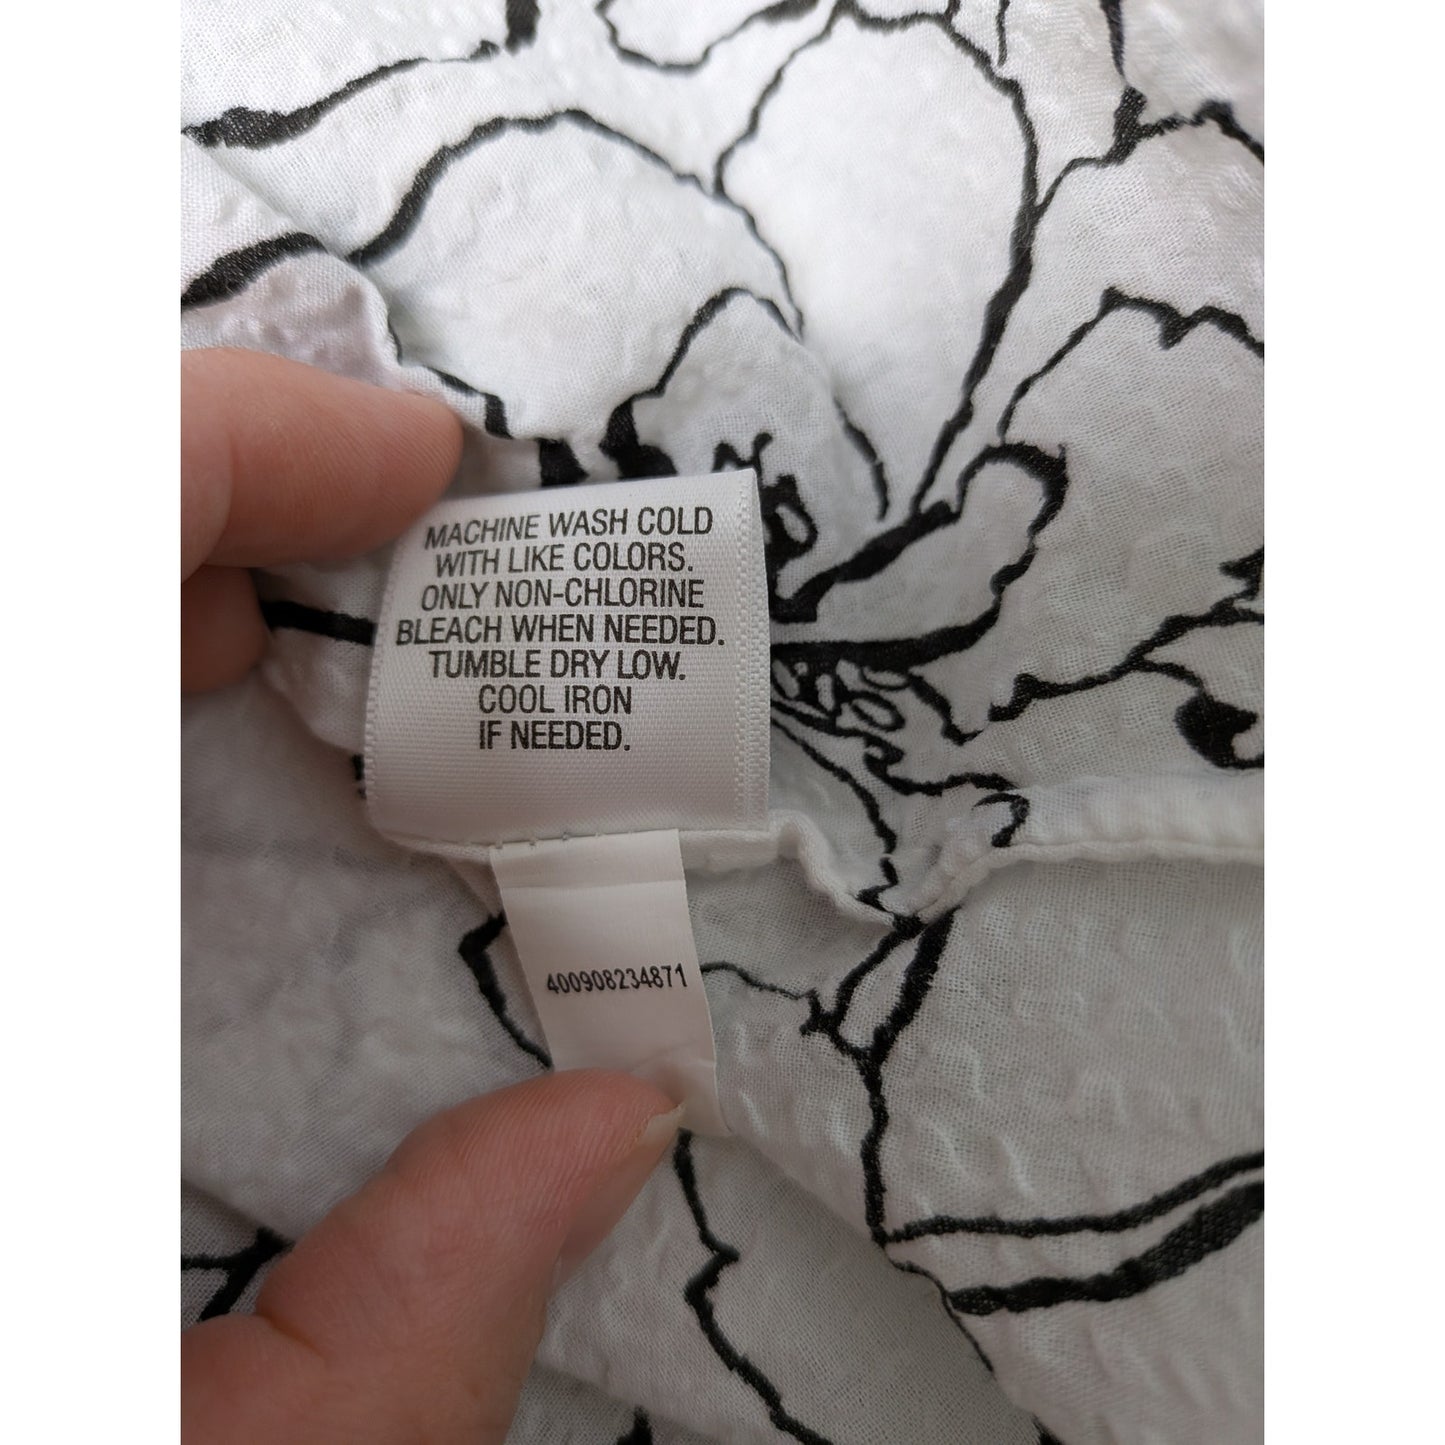 MACHINE WASH COLD
WITH LIKE COLORS.
ONLY NON-CHLORINE
BLEACH WHEN NEEDED.
TUMBLE DRY LOW.
COOL IRON
IF NEEDED.
400908234871